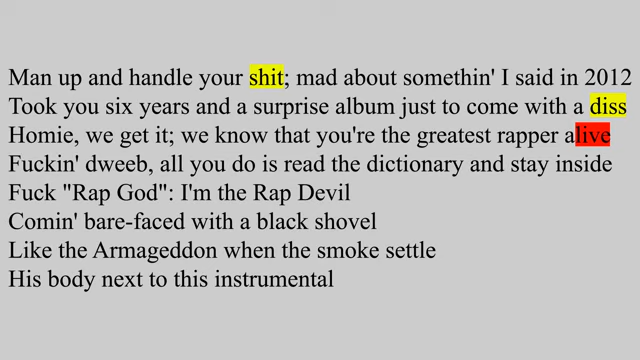 Man up and handle your shit; mad about somethin' I said in 2012
Took you six years and a surprise album just to come with a diss
Homie, we get it; we know that you're the greatest rapper alive
Fuckin' dweeb, all you do is read the dictionary and stay inside
Fuck "Rap God": I'm the Rap Devil
Comin' bare-faced with a black shovel
Like the Armageddon when the smoke settle
His body next to this instrumental